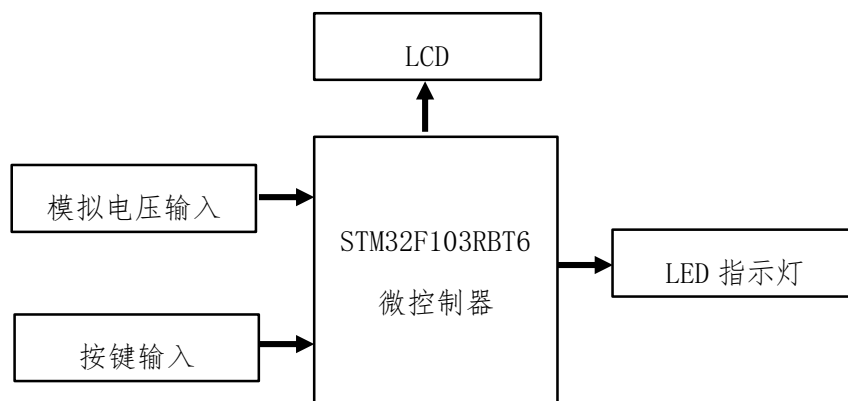 LCD
模拟电压输入
STM32F103RBT6
微控制器
LED 指示灯
按键输入